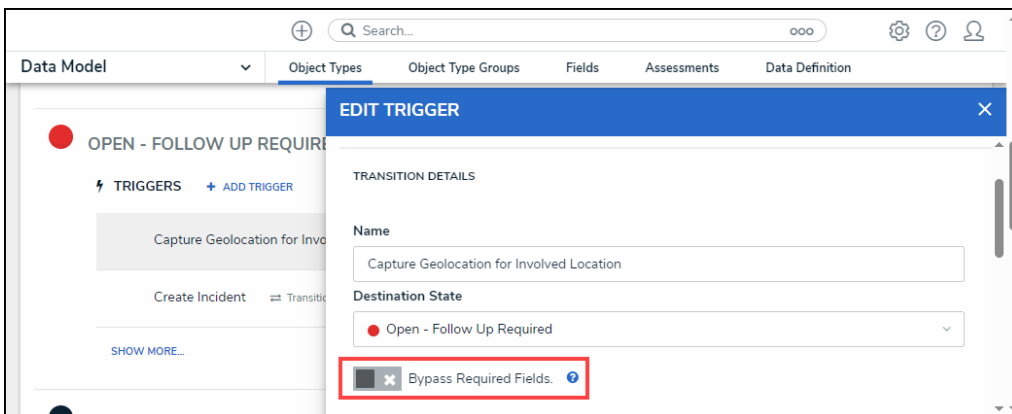 Search...
Data Model
Object Types
Object Type Groups
Fields
Assessments
Data Definition
EDIT TRIGGER
OPEN - FOLLOW UP REQUIRE
TRIGGERS
+ ADD TRIGGER
TRANSITION DETAILS
Name
Capture Geolocation for Invo
Capture Geolocation for Involved Location
Create Incident
Transitio
Destination State
Open - Follow Up Required
SHOW MORE...
Bypass Required Fields.